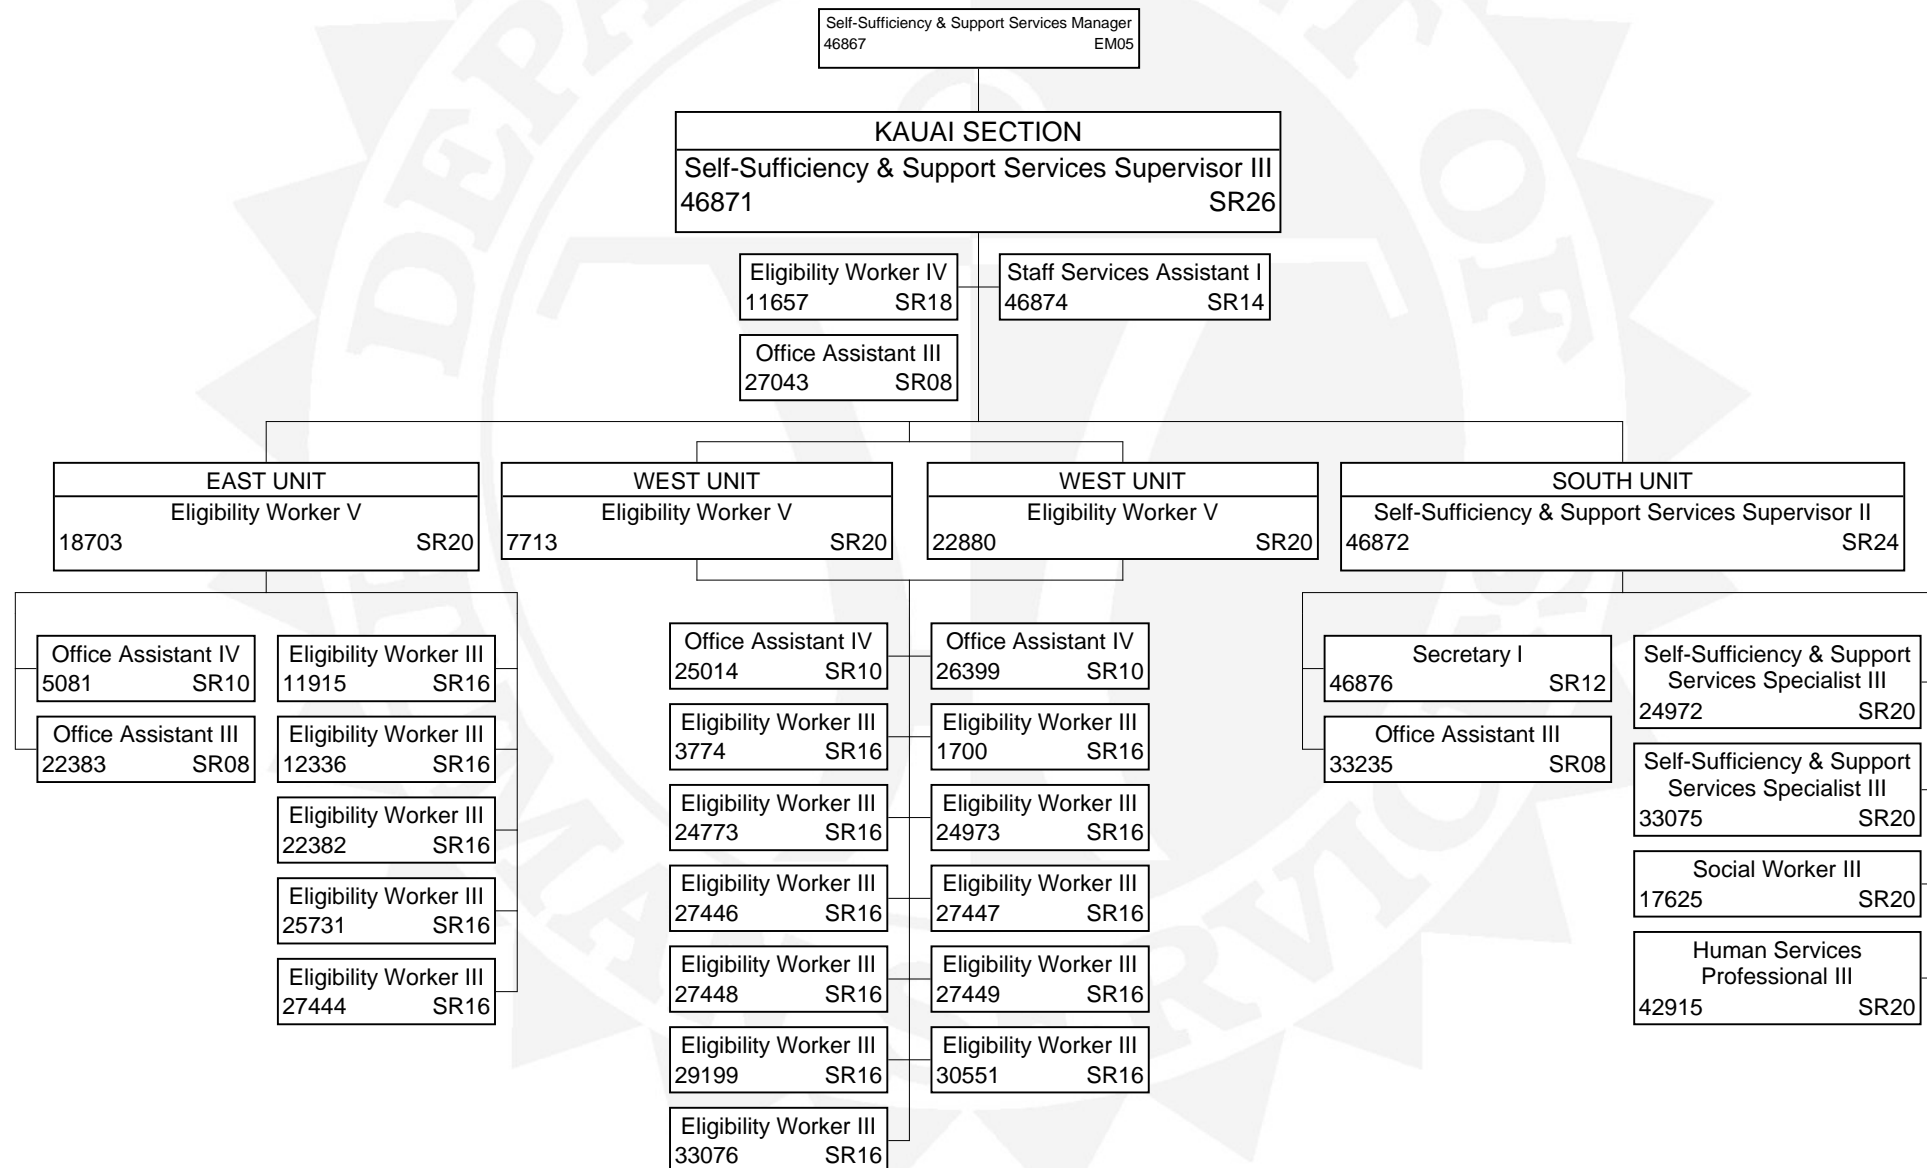 Self-Sufficiency & Support Services Manager
46867 EM05
KAUAI SECTION
Self-Sufficiency & Support Services Supervisor III
46871 SR26
Eligibility Worker IV
11657 SR18
Staff Services Assistant I
46874 SR14
Office Assistant III
27043 SR08
EAST UNIT
Eligibility Worker V
18703 SR20
WEST UNIT
Eligibility Worker V
7713 SR20
WEST UNIT
Eligibility Worker V
22880 SR20
SOUTH UNIT
Self-Sufficiency & Support Services Supervisor II
46872 SR24
Office Assistant IV
5081 SR10
Office Assistant III
22383 SR08
Eligibility Worker III
11915 SR16
Eligibility Worker III
12336 SR16
Eligibility Worker III
22382 SR16
Eligibility Worker III
25731 SR16
Eligibility Worker III
27444 SR16
Office Assistant IV
25014 SR10
Office Assistant IV
26399 SR10
Eligibility Worker III
3774 SR16
Eligibility Worker III
1700 SR16
Eligibility Worker III
24773 SR16
Eligibility Worker III
24973 SR16
Eligibility Worker III
27446 SR16
Eligibility Worker III
27447 SR16
Eligibility Worker III
27448 SR16
Eligibility Worker III
27449 SR16
Eligibility Worker III
29199 SR16
Eligibility Worker III
30551 SR16
Eligibility Worker III
33076 SR16
Secretary I
46876 SR12
Office Assistant III
33235 SR08
Self-Sufficiency & Support
Services Specialist III
24972 SR20
Self-Sufficiency & Support
Services Specialist III
33075 SR20
Social Worker III
17625 SR20
Human Services
Professional III
42915 SR20